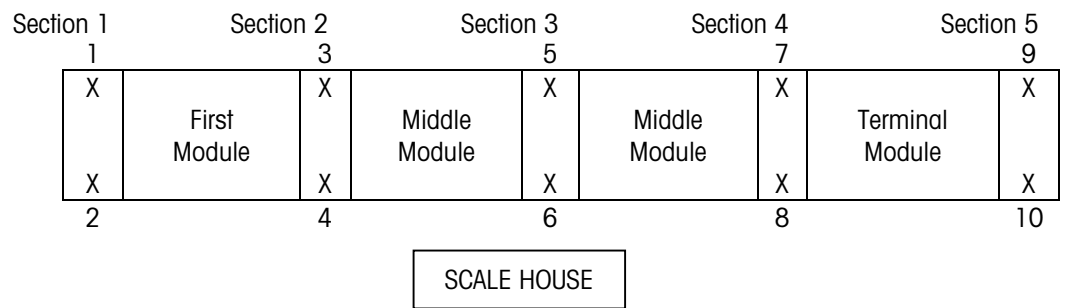 Section 1 Section 2 Section 3 Section 4 Section 5
1 3 5 7 9
X X X X X
First Module Middle Module Middle Module Terminal Module
X X X X X
2 4 6 8 10
SCALE HOUSE